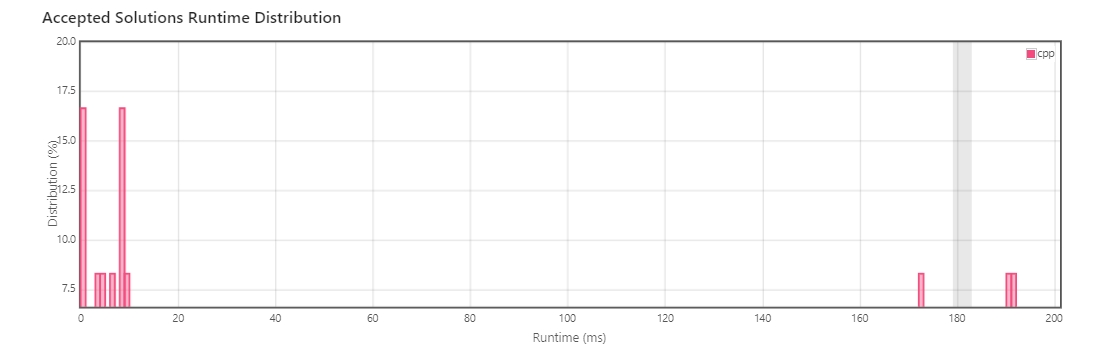 Accepted Solutions Runtime Distribution
20.0
cpp
17.5
15.0
12.5
10.0
7.5
Distribution (%)
0 20 40 60 80 100 120 140 160 180 200
Runtime (ms)